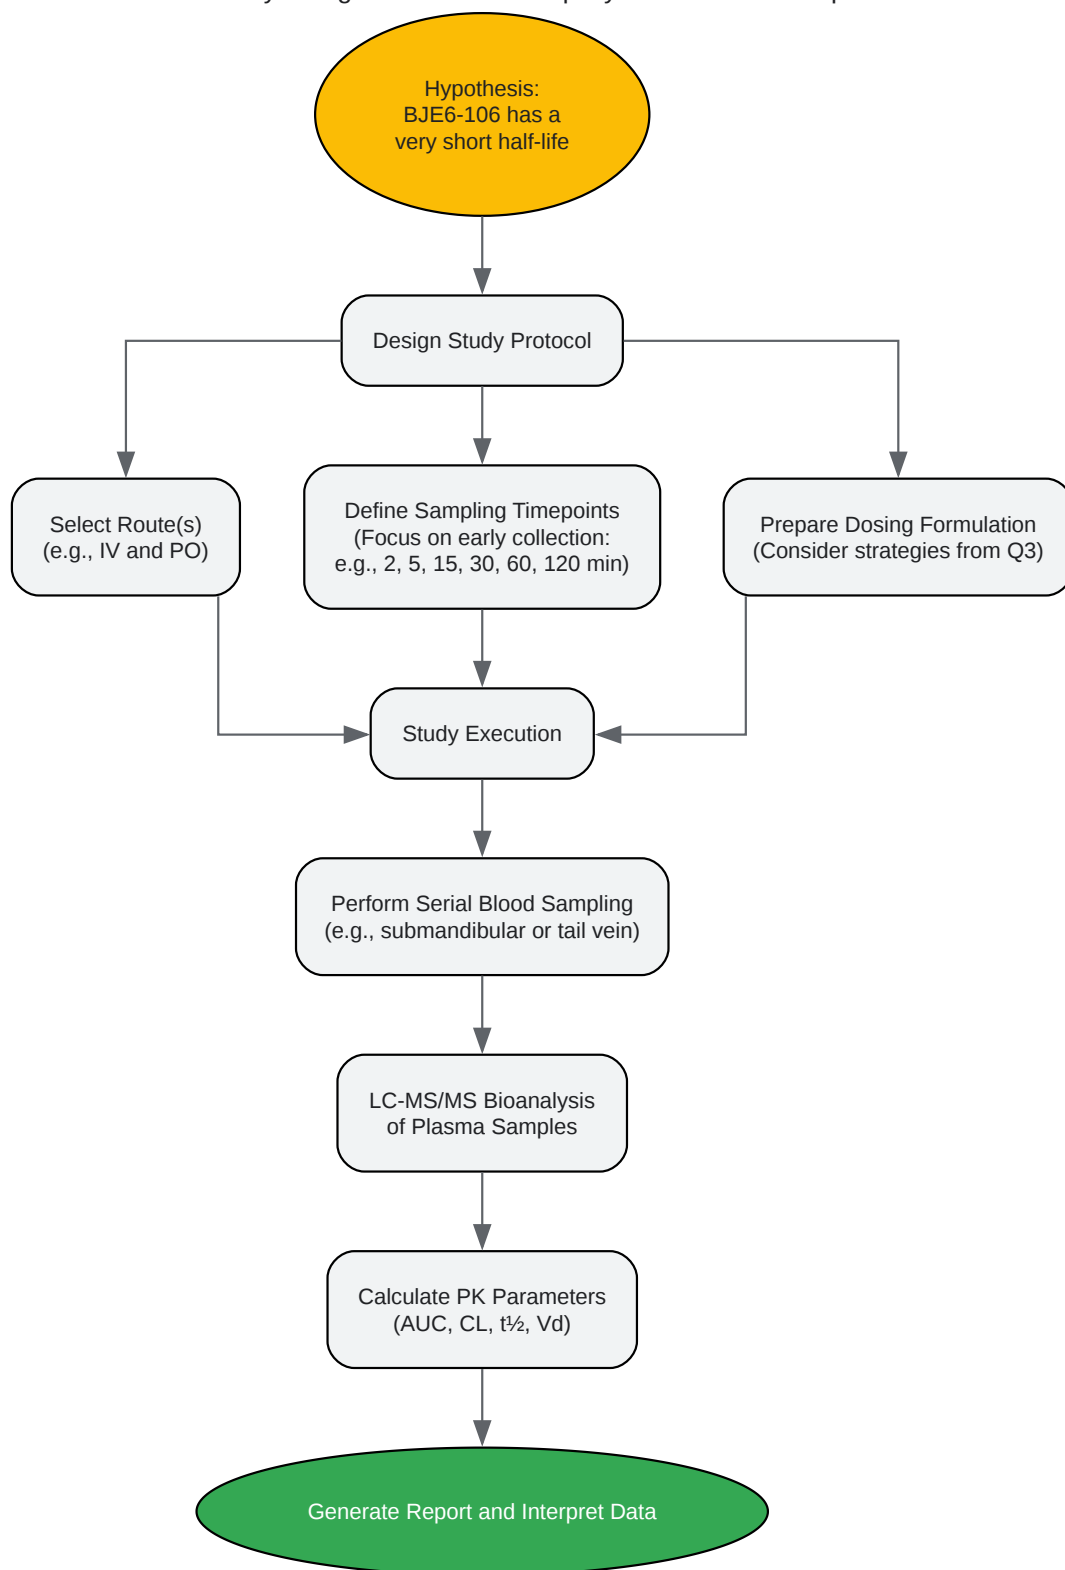 Hypothesis:
BJE6-106 has a
very short half-life
Design Study Protocol
Select Route(s)
(e.g., IV and PO)
Define Sampling Timepoints
(Focus on early collection:
e.g., 2, 5, 15, 30, 60, 120 min)
Prepare Dosing Formulation
(Consider strategies from Q3)
Study Execution
Perform Serial Blood Sampling
(e.g., submandibular or tail vein)
LC-MS/MS Bioanalysis
of Plasma Samples
Calculate PK Parameters
(AUC, CL, t½, Vd)
Generate Report and Interpret Data